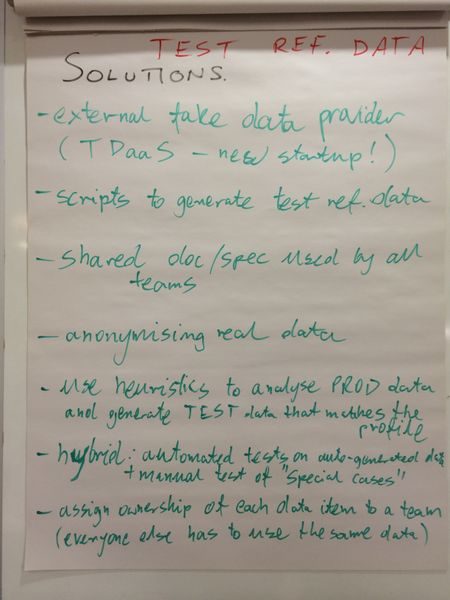 TEST REF. DATA
SOLUTIONS.
- external fake data provider
(TDaaS - new startup!)
- scripts to generate test ref. data
- shared doc/spec used by all
teams
- anonymising real data
- use heuristics to analyse PROD data
and generate TEST data that matches the
profile
- hybrid: automated tests on auto-generated data
+ manual test of "Special cases"
- assign ownership of each data item to a team
(everyone else has to use the same data)